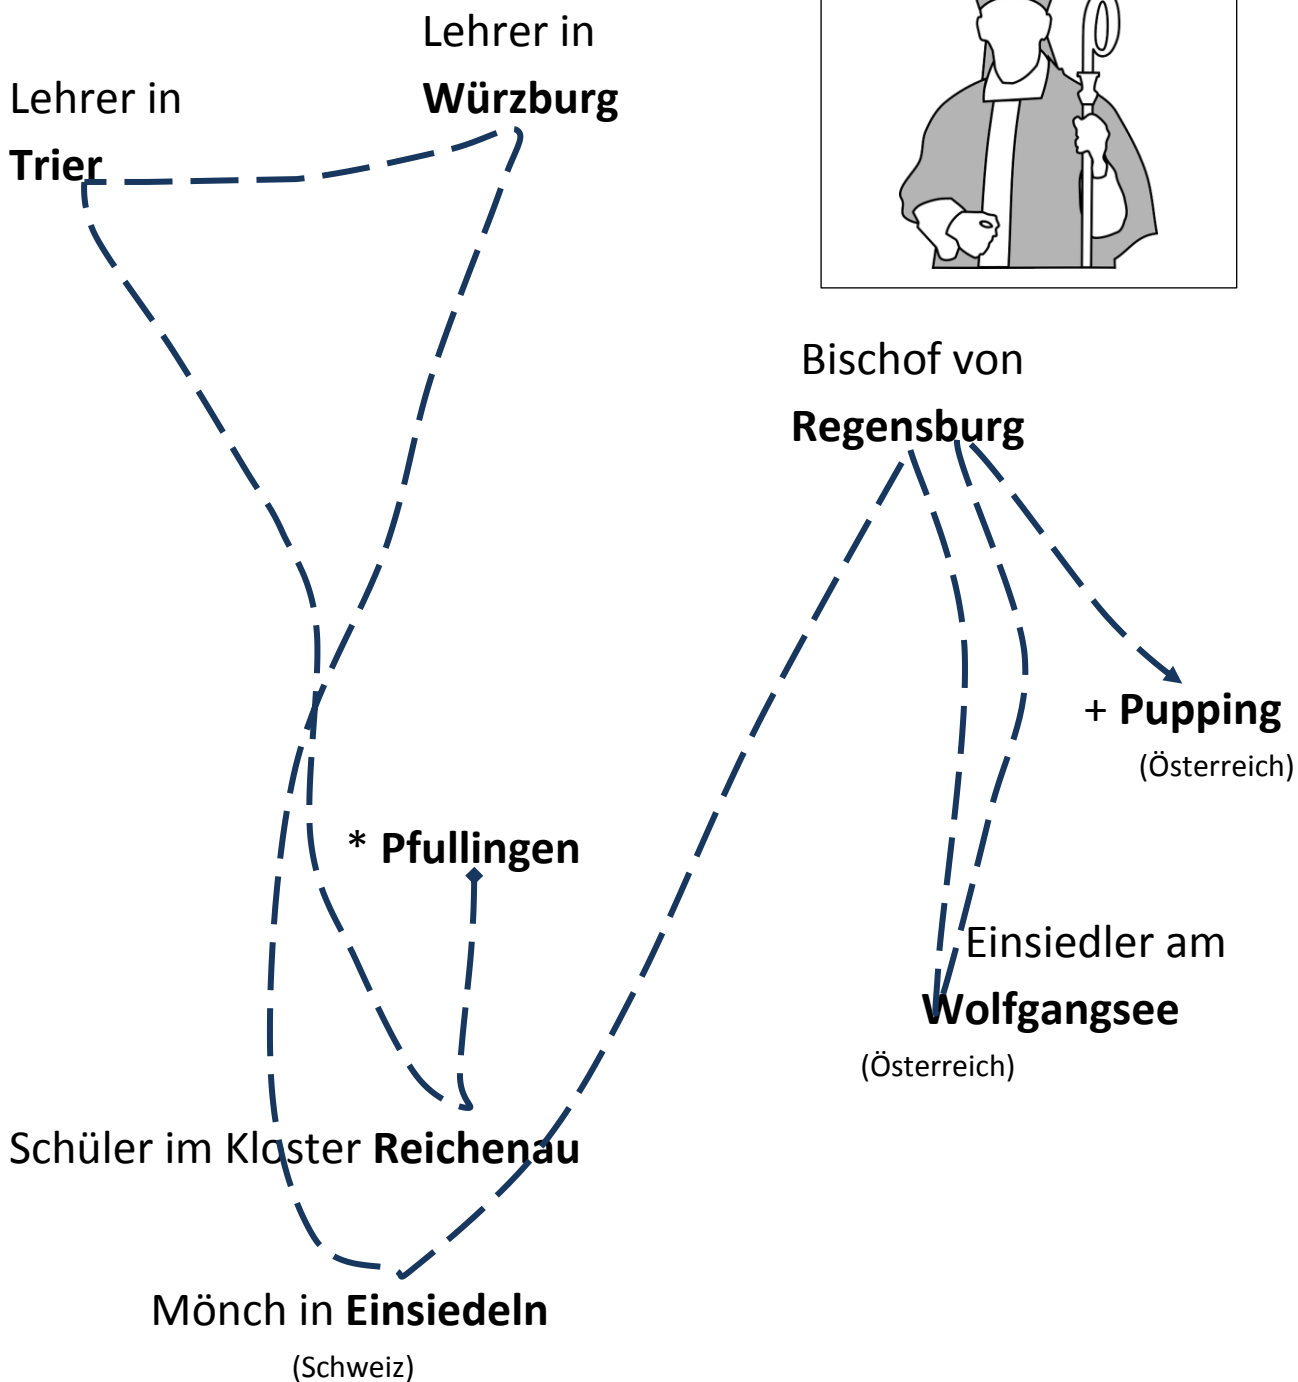 Lehrer in
Würzburg
Lehrer in
Trier
Bischof von
Regensburg
+ Pupping
(Österreich)
* Pfullingen
Einsiedler am
Wolfgangsee
(Österreich)
Schüler im Kloster Reichenau
Mönch in Einsiedeln
(Schweiz)